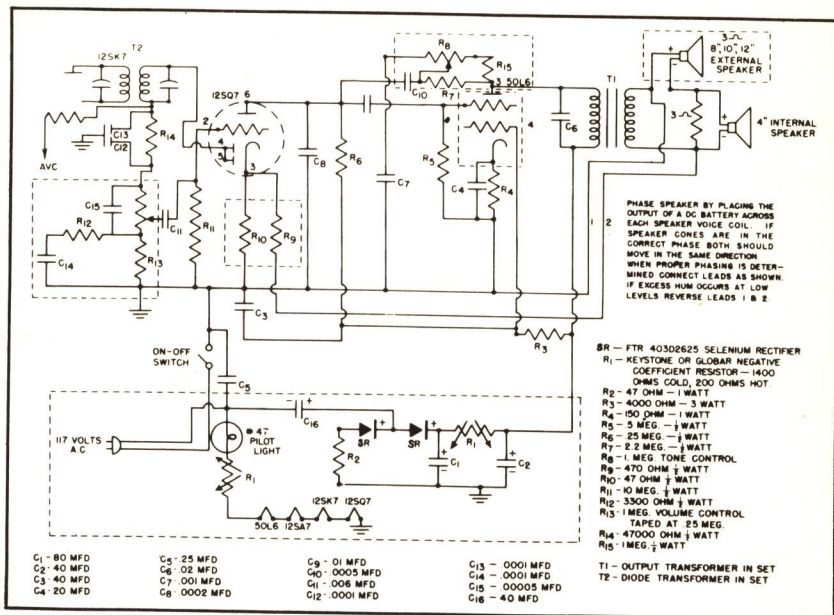 T2
12SK7
12SQ7
6
2
4
5
3
R8
R15
C10
R7
3
50L6
4
T1
3
8", 10", 12"
EXTERNAL
SPEAKER
3
4" INTERNAL
SPEAKER
+
-
AVC
C13
C12
R14
C15
R12
C14
C11
R13
R11
R10
R9
C8
R6
C7
R5
C4
R4
C6
1
2
C3
R3
PHASE SPEAKER BY PLACING THE
OUTPUT OF A DC BATTERY ACROSS
EACH SPEAKER VOICE COIL. IF
SPEAKER CONES ARE IN THE
CORRECT PHASE BOTH SHOULD
MOVE IN THE SAME DIRECTION
WHEN PROPER PHASING IS DETER-
MINED CONNECT LEADS AS SHOWN.
IF EXCESS HUM OCCURS AT LOW
LEVELS REVERSE LEADS 1 & 2.
ON-OFF
SWITCH
C5
117 VOLTS
A.C
# 47
PILOT
LIGHT
C16
R1
R2
SR
SR
C1
R1
C2
50L6 12SA7 12SK7 12SQ7
SR — FTR 403D2625 SELENIUM RECTIFIER
R1 - KEYSTONE OR GLOBAR NEGATIVE
COEFFICIENT RESISTOR — 1400
OHMS COLD, 200 OHMS HOT.
R2 - 47 OHM — 1 WATT
R3 - 4000 OHM — 3 WATT
R4 - 150 OHM — 1 WATT
R5 - .5 MEG. — ½ WATT
R6 - .25 MEG — ½ WATT
R7 - 2.2 MEG. — ½ WATT
R8 - 1. MEG TONE CONTROL
R9 - 470 OHM ½ WATT
R10 - 47 OHM ½ WATT
R11 - 10 MEG. ½ WATT
R12 - 3300 OHM ½ WATT
R13 - 1 MEG. VOLUME CONTROL
TAPED AT .25 MEG.
R14 - 47000 OHM ½ WATT
R15 - 1 MEG. ½ WATT
T1 - OUTPUT TRANSFORMER IN SET
T2 - DIODE TRANSFORMER IN SET
C1 - 80 MFD
C2 - 40 MFD
C3 - 40 MFD
C4 - 20 MFD
C5 - .25 MFD
C6 - .02 MFD
C7 - .001 MFD
C8 - .0002 MFD
C9 - .01 MFD
C10 - .0005 MFD
C11 - .006 MFD
C12 - .0001 MFD
C13 - .0001 MFD
C14 - .0001 MFD
C15 - .00005 MFD
C16 - 40 MFD